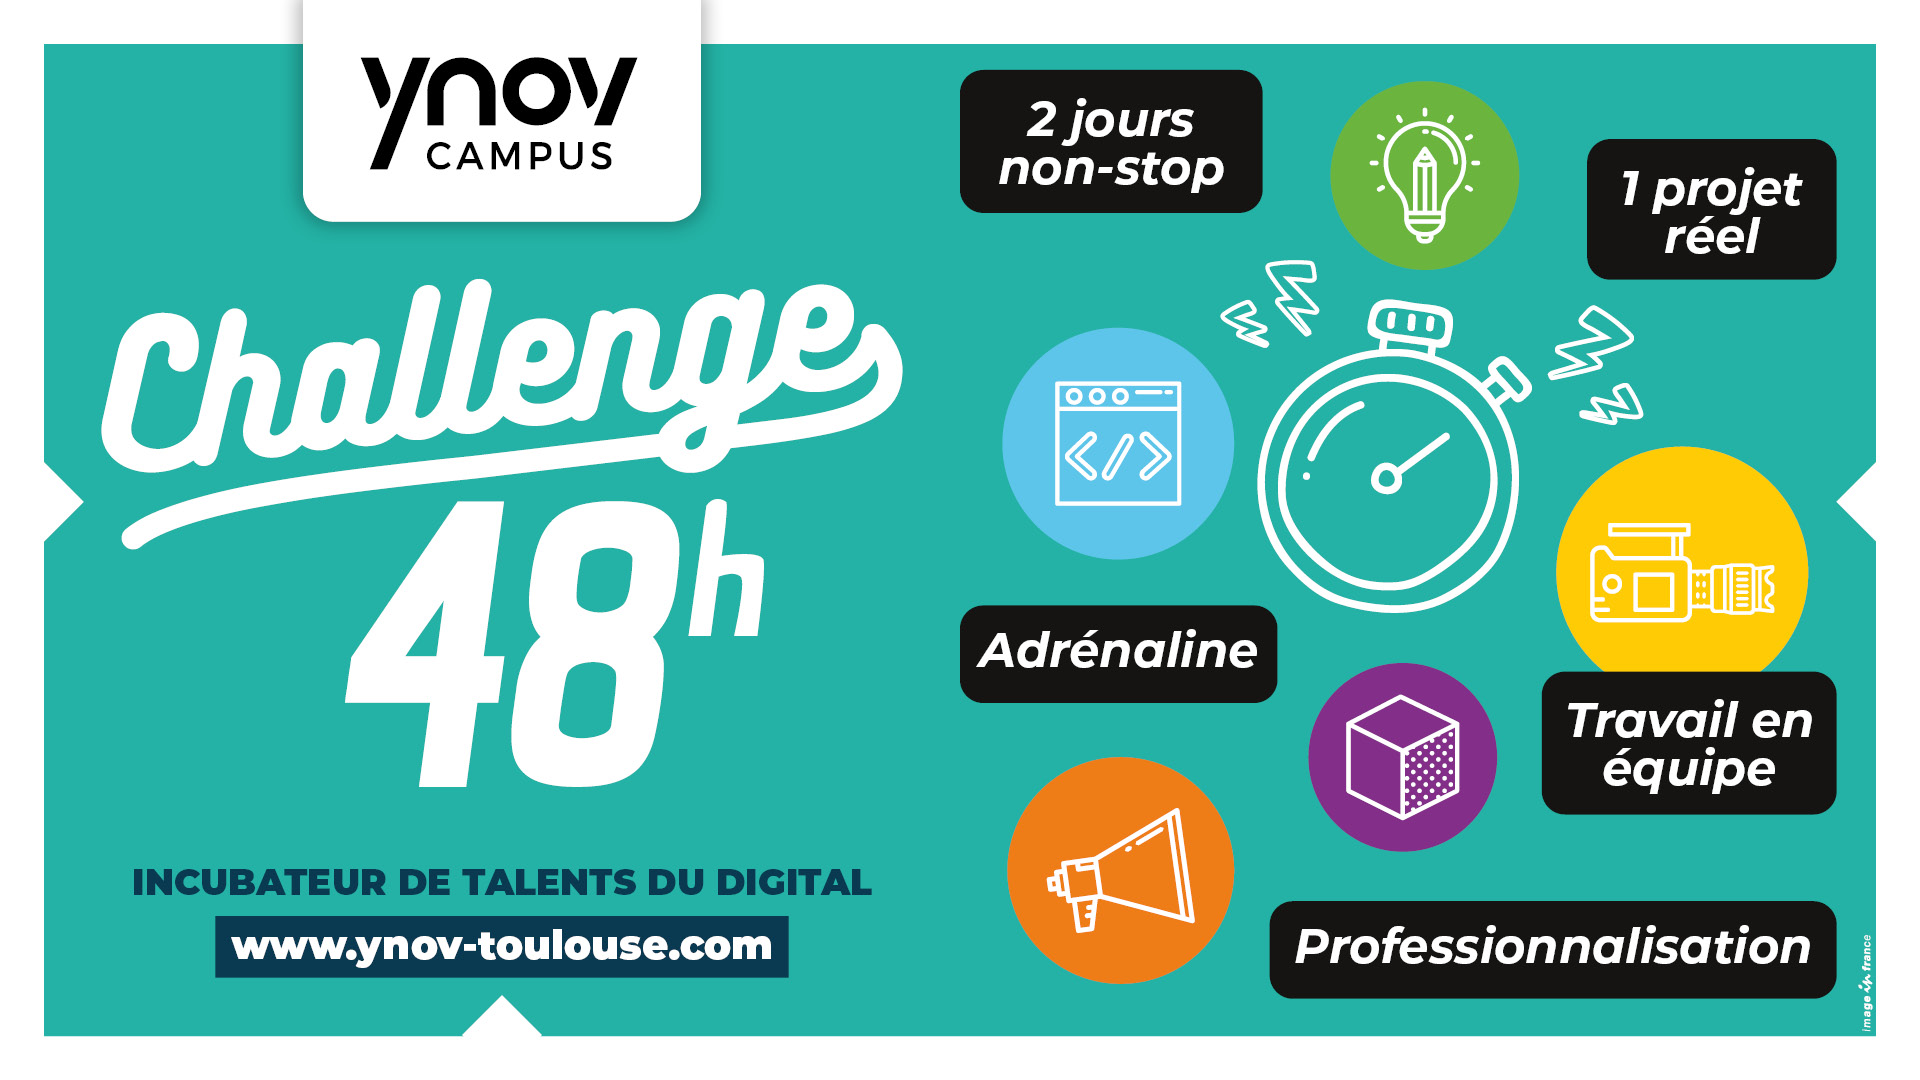 ynov
CAMPUS
Challenge
48h
INCUBATEUR DE TALENTS DU DIGITAL
www.ynov-toulouse.com
2 jours
non-stop
1 projet
réel
Adrénaline
Travail en
équipe
Professionnalisation
image in france